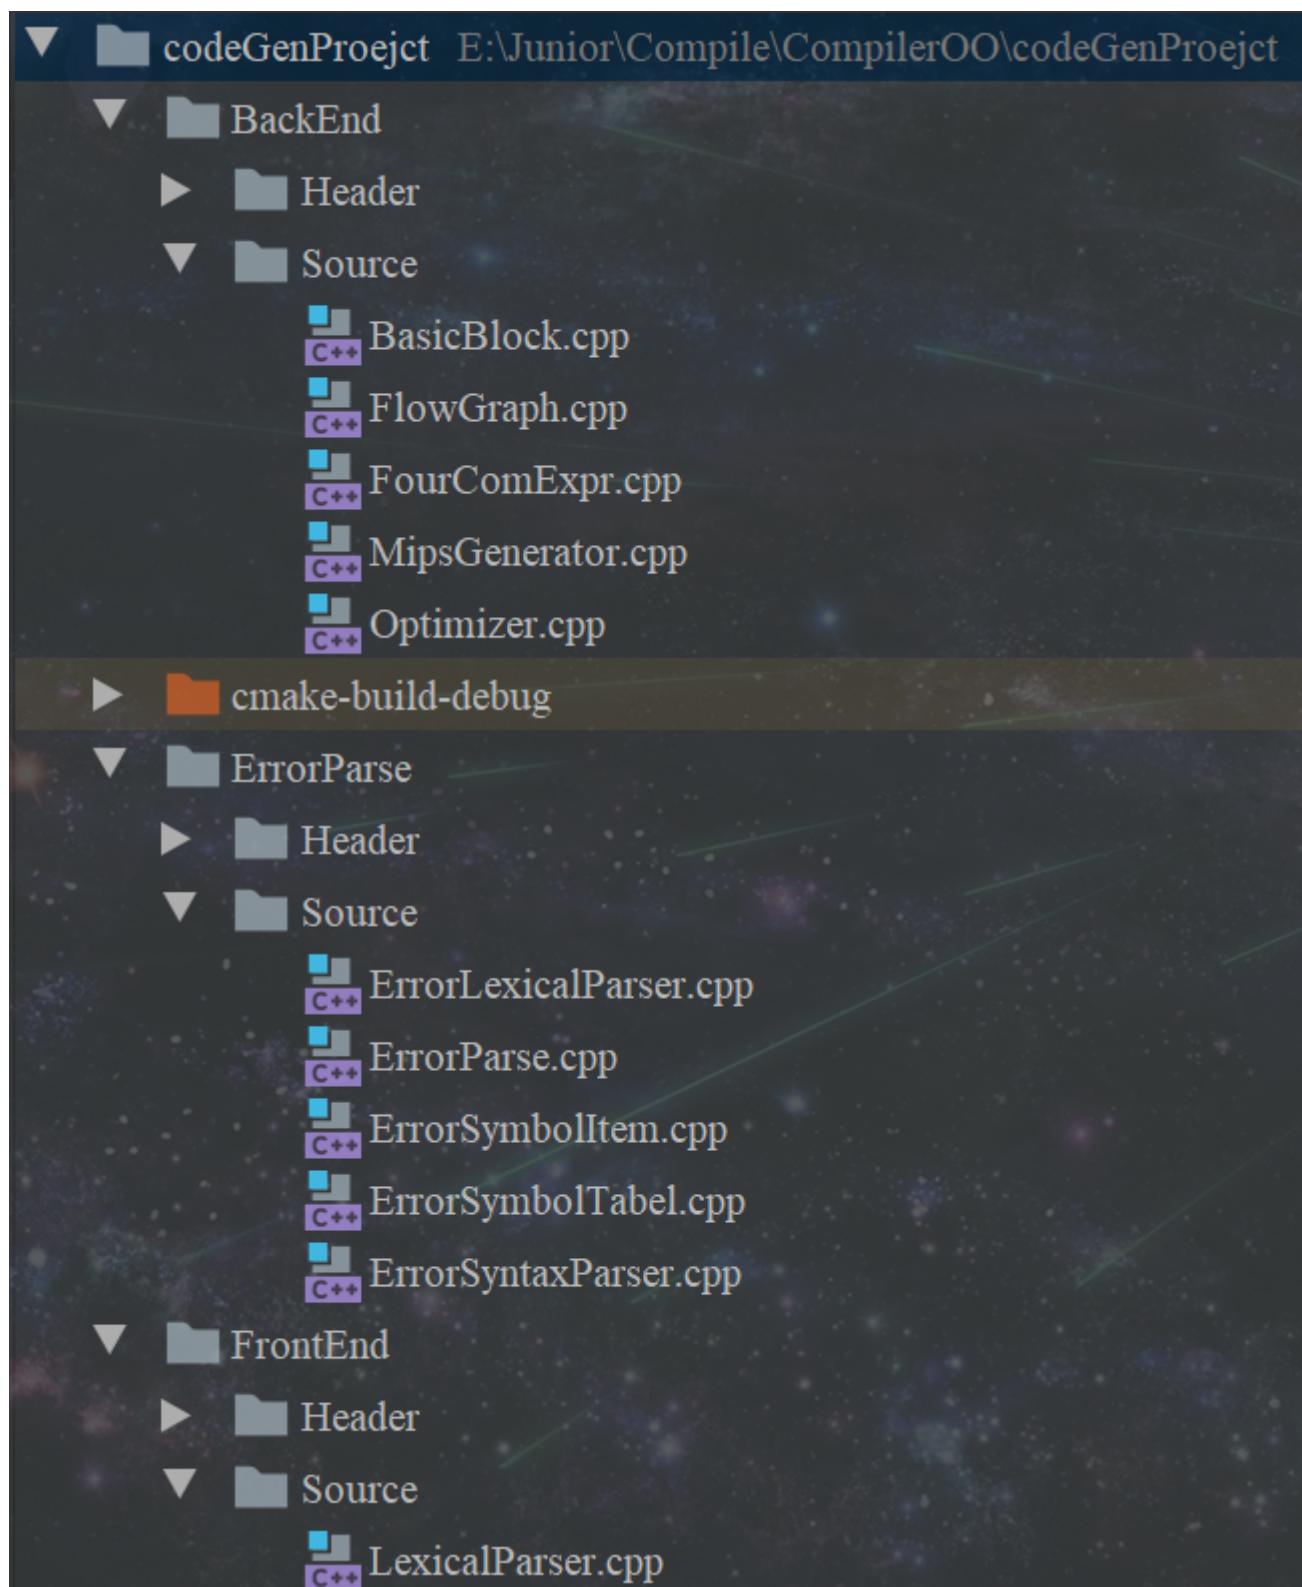 codeGenProejct E:\Junior\Compile\CompilerOO\codeGenProejct
BackEnd
Header
Source
C++ BasicBlock.cpp
C++ FlowGraph.cpp
C++ FourComExpr.cpp
C++ MipsGenerator.cpp
C++ Optimizer.cpp
cmake-build-debug
ErrorParse
Header
Source
C++ ErrorLexicalParser.cpp
C++ ErrorParse.cpp
C++ ErrorSymbolItem.cpp
C++ ErrorSymbolTabel.cpp
C++ ErrorSyntaxParser.cpp
FrontEnd
Header
Source
C++ LexicalParser.cpp